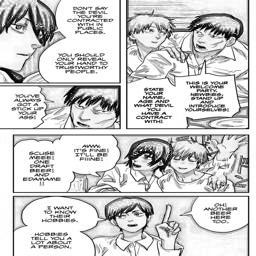 DON'T SAY
THE DEVIL
YOU'RE
CONTRACTED
WITH IN
PUBLIC
PLACES.
YOU SHOULD
ONLY REVEAL
YOUR HAND TO
TRUSTWORTHY
PEOPLE.
THIS IS YOUR
WELCOME
PARTY,
NEWBIES.
STAND UP
AND
INTRODUCE
YOURSELVES!
STATE
YOUR
NAME,
AGE AND
WHAT DEVIL
YOU
HAVE A
CONTRACT
WITH!
YOU'VE
ALWAYS
GOT A
STICK UP
YOUR
ASS!
AWW,
IT'S FINE!
IT'LL BE
FIIINE!
SCUSE
MEEE!
ONE
DRAFT
BEER!
AND
EDAMAME
I WANT
TO KNOW
THEIR
HOBBIES.
HOBBIES
TELL YOU A
LOT ABOUT
A PERSON.
OH,
ANOTHER
BEER
HERE
TOO.